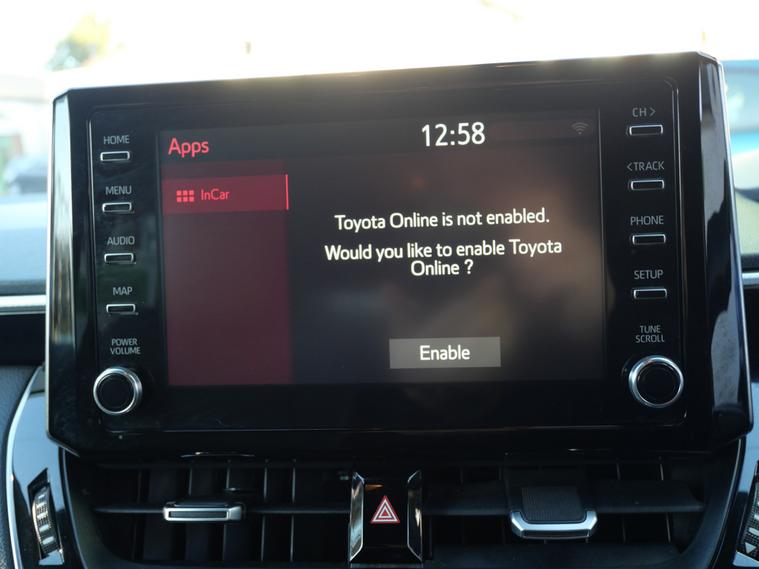 HOME
MENU
AUDIO
MAP
POWER
VOLUME
Apps
12:58
InCar
Toyota Online is not enabled.
Would you like to enable Toyota
Online ?
Enable
CH >
<TRACK
PHONE
SETUP
TUNE
SCROLL